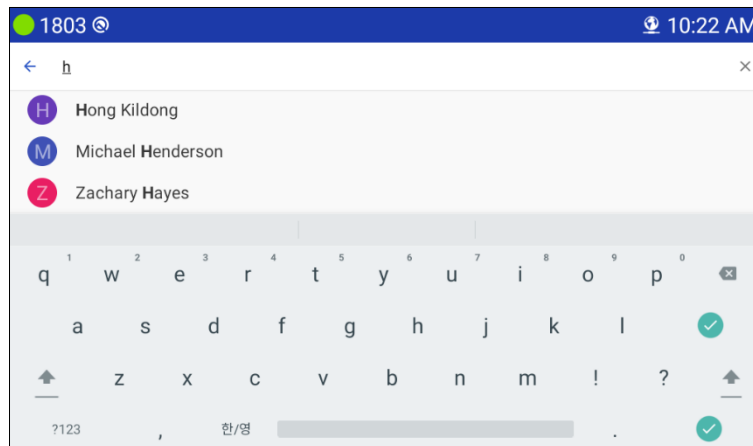 1803 10:22 AM
h
H Hong Kildong
M Michael Henderson
Z Zachary Hayes
1 2 3 4 5 6 7 8 9 0
q w e r t y u i o p
a s d f g h j k l
z x c v b n m ! ?
?123 , 한/영 .